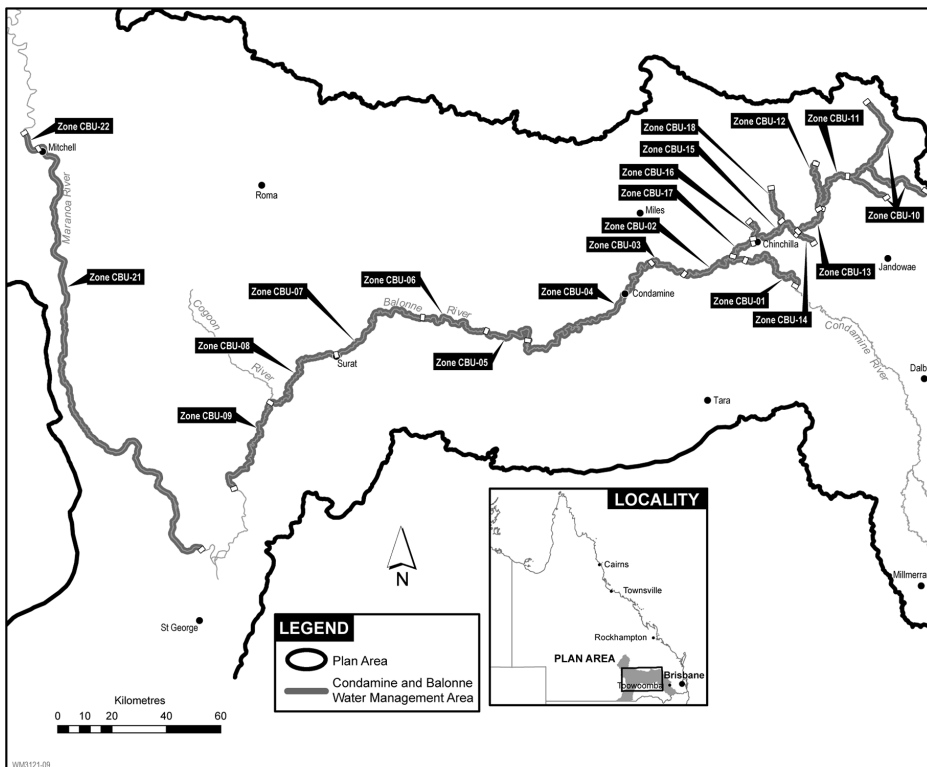 Zone CBU-22
Mitchell
Maranoa River
Zone CBU-21
Roma
Cogoon
River
Zone CBU-07
Zone CBU-08
Zone CBU-09
Surat
Balonne
River
Zone CBU-06
Zone CBU-05
Zone CBU-04
Condamine
Zone CBU-03
Zone CBU-02
Miles
Zone CBU-17
Zone CBU-16
Zone CBU-15
Zone CBU-18
Zone CBU-12
Zone CBU-11
Zone CBU-10
Chinchilla
Zone CBU-13
Jandowae
Zone CBU-01
Zone CBU-14
Condamine River
Dalb
Tara
Millmerra
St George
N
LOCALITY
Cairns
Townsville
Rockhampton
PLAN AREA
Brisbane
Toowoomba
LEGEND
Plan Area
Condamine and Balonne
Water Management Area
Kilometres
0 10 20 40 60
WM3121-09